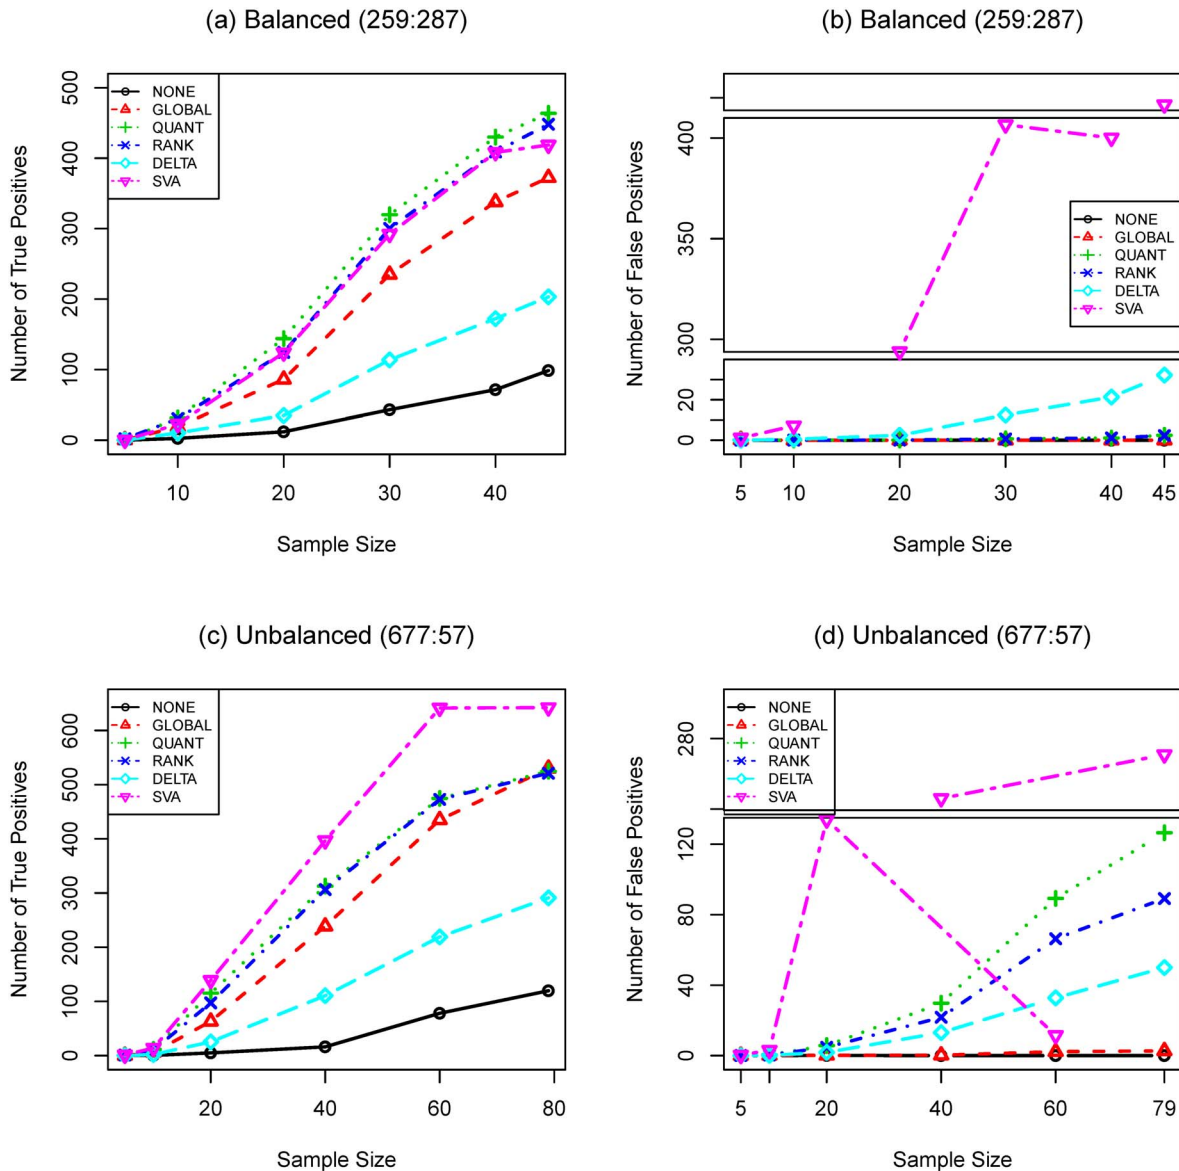 (a) Balanced (259:287)
Number of True Positives
500
400
300
200
100
0
NONE
GLOBAL
QUANT
RANK
DELTA
SVA
10 20 30 40
Sample Size
(b) Balanced (259:287)
Number of False Positives
400
350
300
20
0
NONE
GLOBAL
QUANT
RANK
DELTA
SVA
5 10 20 30 40 45
Sample Size
(c) Unbalanced (677:57)
Number of True Positives
600
500
400
300
200
100
0
NONE
GLOBAL
QUANT
RANK
DELTA
SVA
20 40 60 80
Sample Size
(d) Unbalanced (677:57)
Number of False Positives
280
120
80
40
0
NONE
GLOBAL
QUANT
RANK
DELTA
SVA
5 20 40 60 79
Sample Size